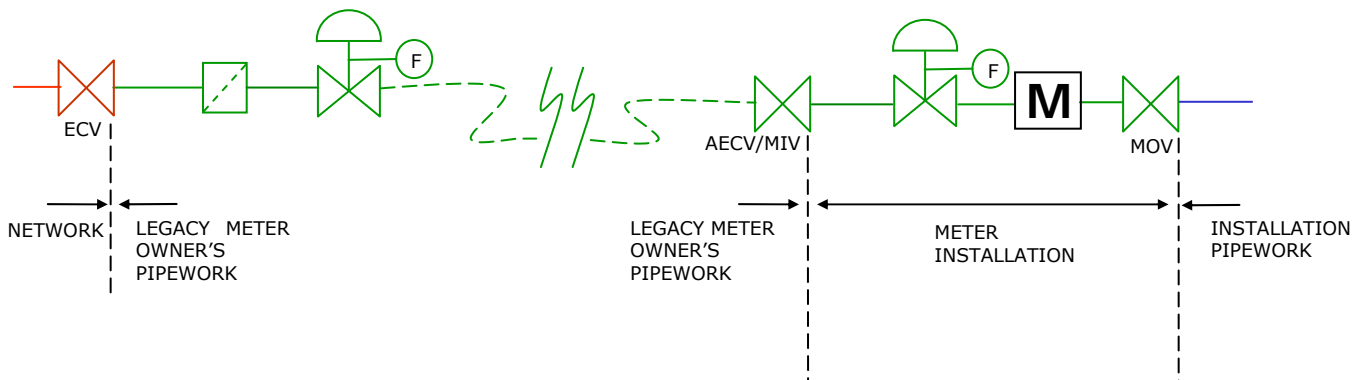 F
F
M
ECV
AECV/MIV
MOV
NETWORK
LEGACY METER
OWNER'S
PIPEWORK
LEGACY METER
OWNER'S
PIPEWORK
METER
INSTALLATION
INSTALLATION
PIPEWORK